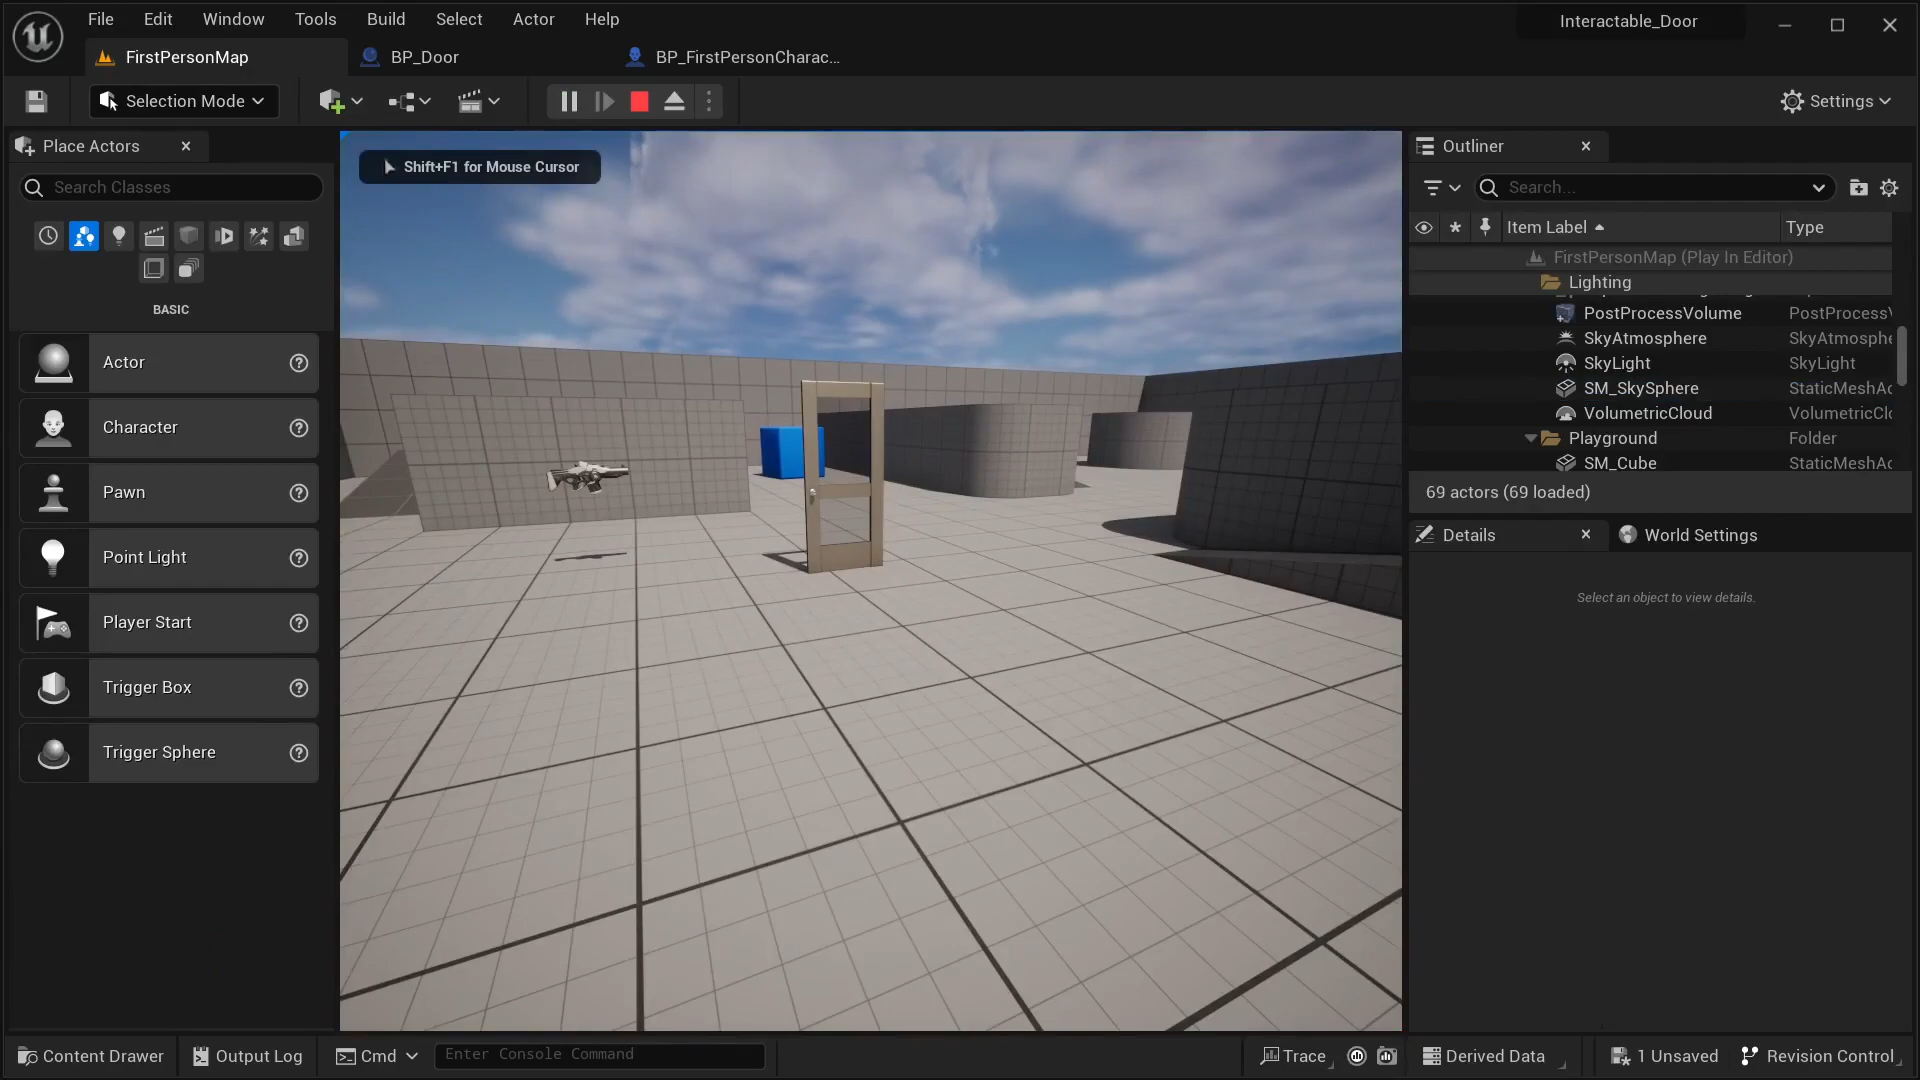 File Edit Window Tools Build Select Actor Help
Interactable_Door
FirstPersonMap
BP_Door
BP_FirstPersonCharac...
Selection Mode
Settings
Place Actors
Search Classes
BASIC
Actor
Character
Pawn
Point Light
Player Start
Trigger Box
Trigger Sphere
Shift+F1 for Mouse Cursor
Outliner
Search...
Item Label Type
FirstPersonMap (Play In Editor)
Lighting
PostProcessVolume PostProcessV
SkyAtmosphere SkyAtmosphe
SkyLight SkyLight
SM_SkySphere StaticMeshAc
VolumetricCloud VolumetricClo
Playground Folder
SM_Cube StaticMeshAc
69 actors (69 loaded)
Details
World Settings
Select an object to view details.
Content Drawer
Output Log
Cmd
Enter Console Command
Trace
Derived Data
1 Unsaved
Revision Control